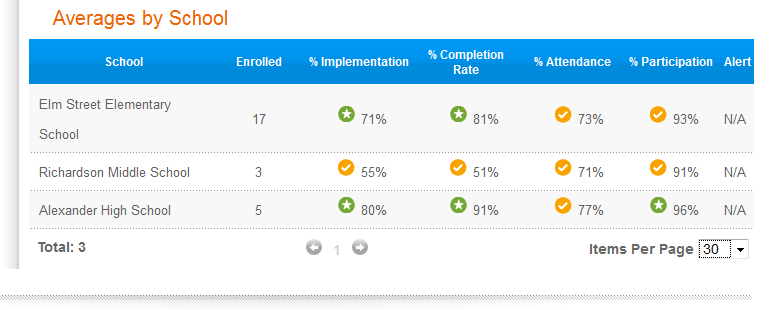 Averages by School
School Enrolled % Implementation % Completion Rate % Attendance % Participation Alert
Elm Street Elementary School 17 71% 81% 73% 93% N/A
Richardson Middle School 3 55% 51% 71% 91% N/A
Alexander High School 5 80% 91% 77% 96% N/A
Total: 3 1 Items Per Page 30